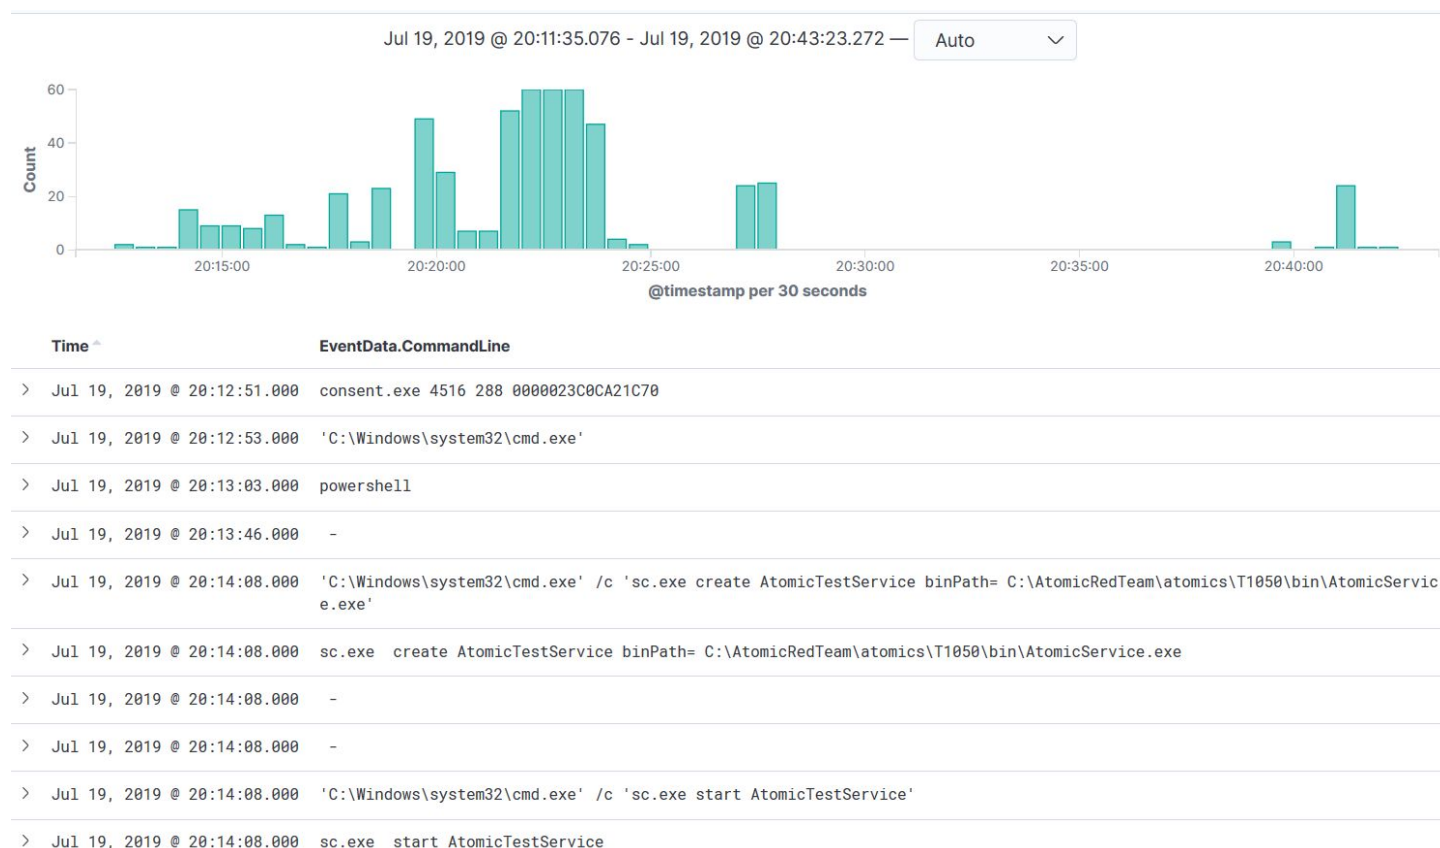 Jul 19, 2019 @ 20:11:35.076 - Jul 19, 2019 @ 20:43:23.272 — Auto
60
40
20
0
Count
20:15:00 20:20:00 20:25:00 20:30:00 20:35:00 20:40:00
@timestamp per 30 seconds
Time EventData.CommandLine
Jul 19, 2019 @ 20:12:51.000 consent.exe 4516 288 0000023C0CA21C70
Jul 19, 2019 @ 20:12:53.000 'C:\Windows\system32\cmd.exe'
Jul 19, 2019 @ 20:13:03.000 powershell
Jul 19, 2019 @ 20:13:46.000 -
Jul 19, 2019 @ 20:14:08.000 'C:\Windows\system32\cmd.exe' /c 'sc.exe create AtomicTestService binPath= C:\AtomicRedTeam\atomics\T1050\bin\AtomicServic
e.exe'
Jul 19, 2019 @ 20:14:08.000 sc.exe  create AtomicTestService binPath= C:\AtomicRedTeam\atomics\T1050\bin\AtomicService.exe
Jul 19, 2019 @ 20:14:08.000 -
Jul 19, 2019 @ 20:14:08.000 -
Jul 19, 2019 @ 20:14:08.000 'C:\Windows\system32\cmd.exe' /c 'sc.exe start AtomicTestService'
Jul 19, 2019 @ 20:14:08.000 sc.exe  start AtomicTestService